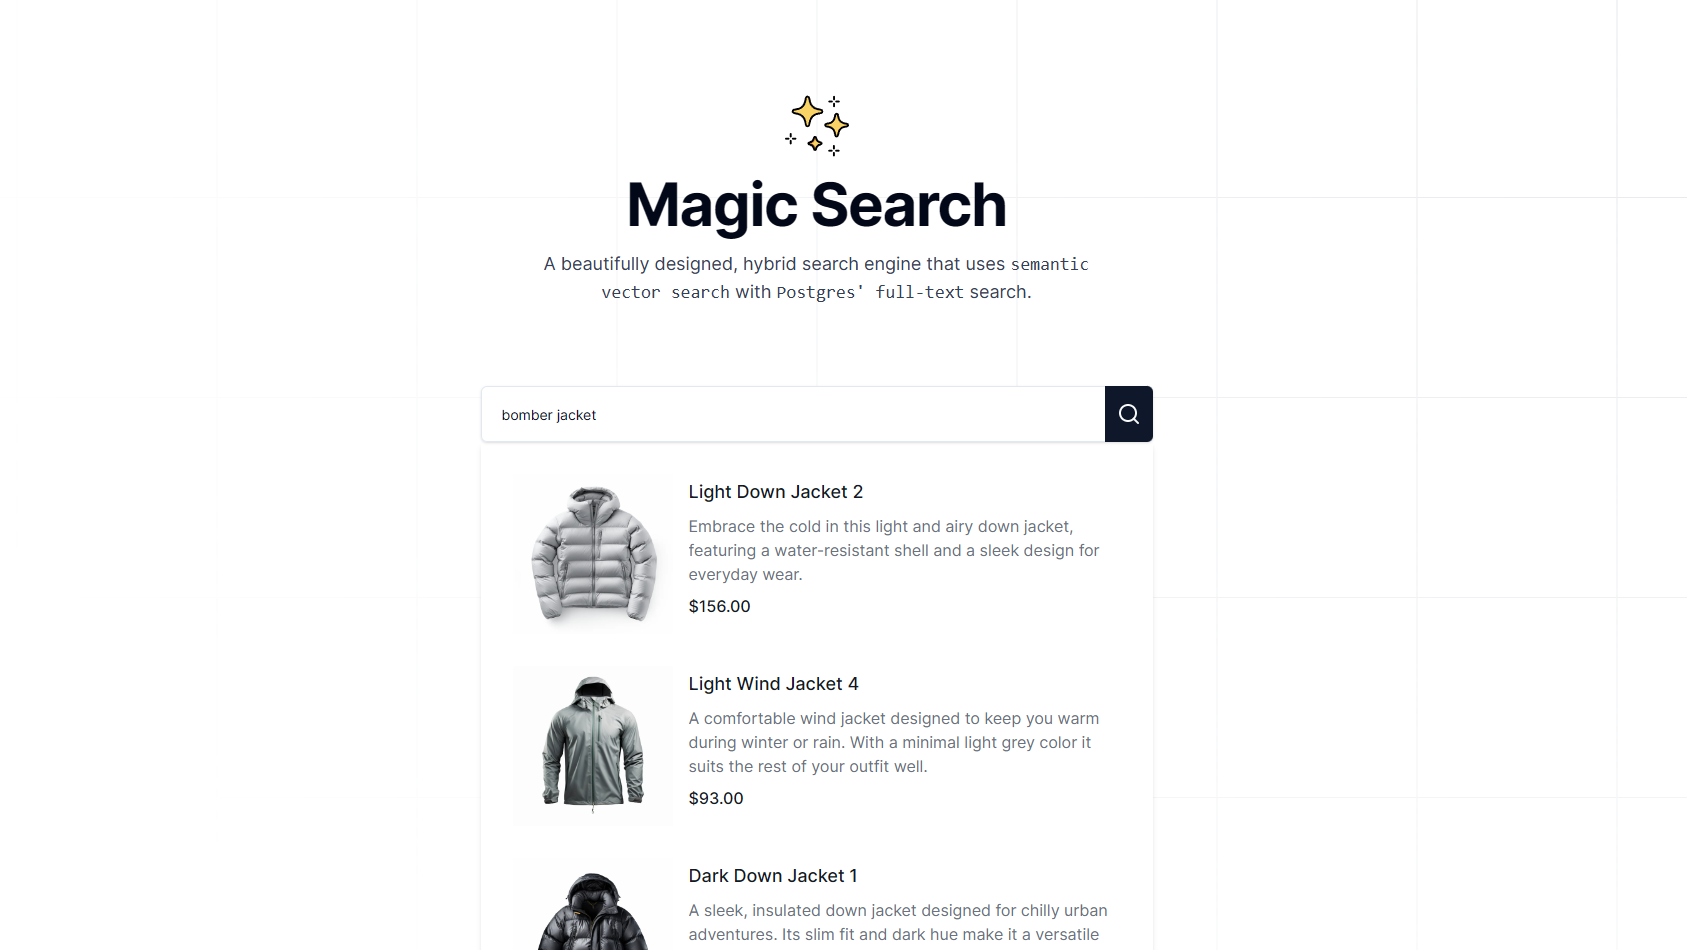 Magic Search
A beautifully designed, hybrid search engine that uses semantic
vector search with Postgres' full-text search.
bomber jacket
Light Down Jacket 2
Embrace the cold in this light and airy down jacket,
featuring a water-resistant shell and a sleek design for
everyday wear.
$156.00
Light Wind Jacket 4
A comfortable wind jacket designed to keep you warm
during winter or rain. With a minimal light grey color it
suits the rest of your outfit well.
$93.00
Dark Down Jacket 1
A sleek, insulated down jacket designed for chilly urban
adventures. Its slim fit and dark hue make it a versatile